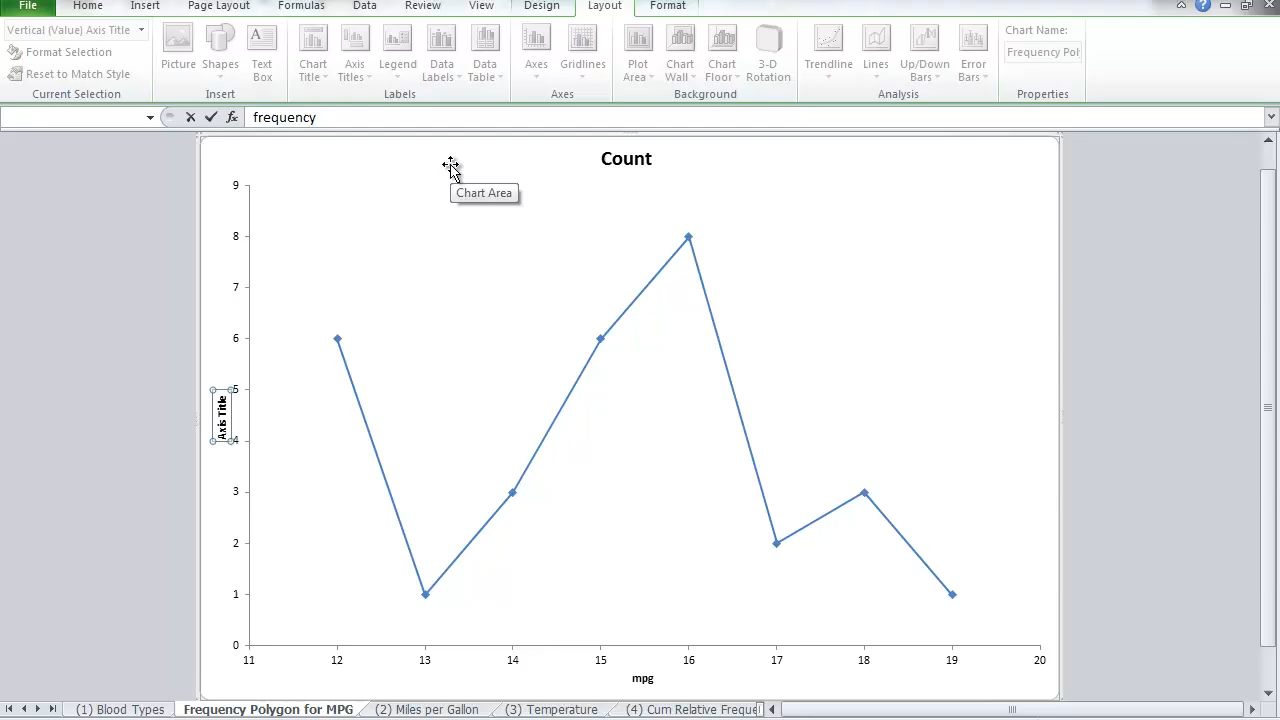 File Home Insert Page Layout Formulas Data Review View Design Layout Format
Vertical (Value) Axis Title
Format Selection
Reset to Match Style
Current Selection
Picture Shapes Text Box
Insert
Chart Title Axis Titles Legend Data Labels Data Table
Labels
Axes Gridlines
Axes
Plot Area Chart Wall Chart Floor 3-D Rotation
Background
Trendline Lines Up/Down Bars Error Bars
Analysis
Chart Name:
Frequency Pol
Properties
fx frequency
Count
Chart Area
9
8
7
6
5
4
3
2
1
0
Axis Title
11 12 13 14 15 16 17 18 19 20
mpg
(1) Blood Types Frequency Polygon for MPG (2) Miles per Gallon (3) Temperature (4) Cum Relative Freque